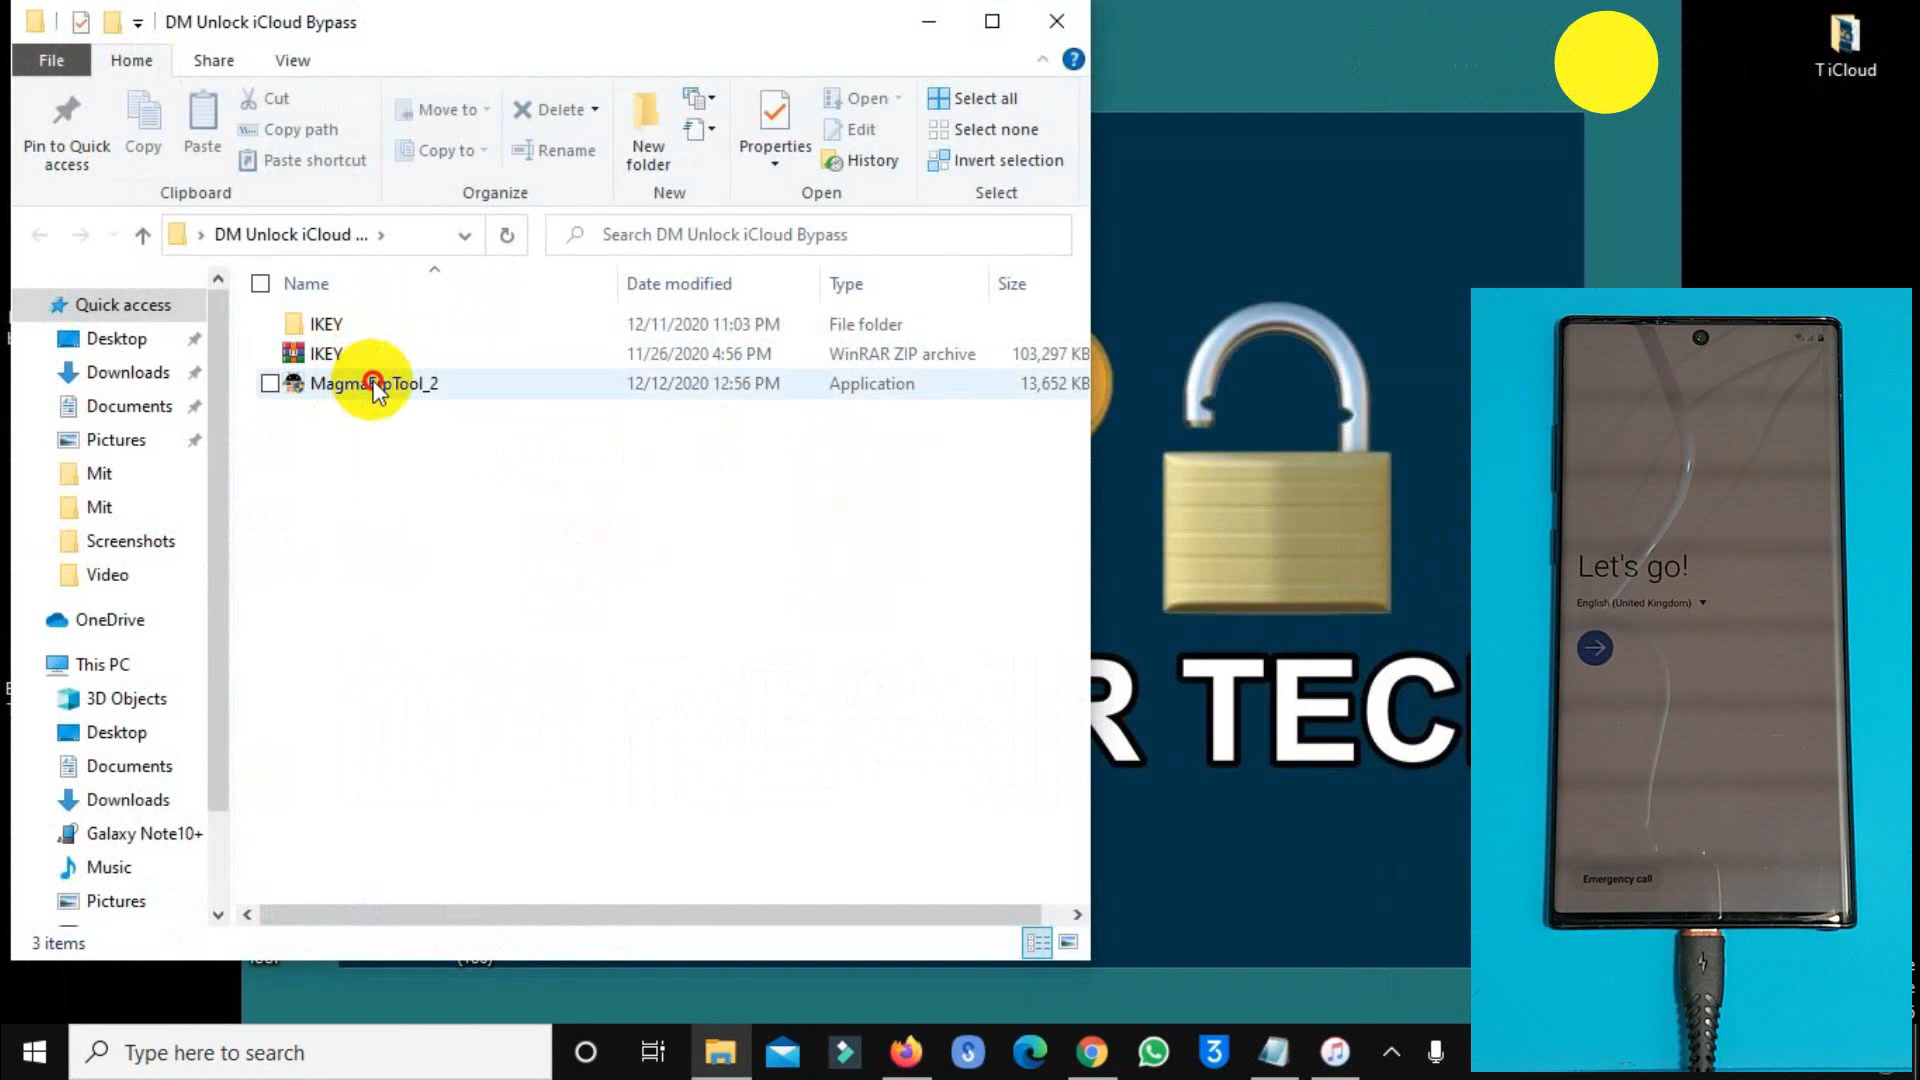 DM Unlock iCloud Bypass
File
Home
Share
View
Pin to Quick access
Copy
Paste
Cut
Copy path
Paste shortcut
Clipboard
Move to
Copy to
Delete
Rename
Organize
New folder
New
Properties
Open
Edit
History
Open
Select all
Select none
Invert selection
Select
DM Unlock iCloud ...
Search DM Unlock iCloud Bypass
Name Date modified Type Size
IKEY 12/11/2020 11:03 PM File folder
IKEY 11/26/2020 4:56 PM WinRAR ZIP archive 103,297 KB
12/12/2020 12:56 PM Application 13,652 KB
Quick access
Desktop
Downloads
Documents
Pictures
Mit
Mit
Screenshots
Video
OneDrive
This PC
3D Objects
Desktop
Documents
Downloads
Galaxy Note10+
Music
Pictures
3 items
R TEC
T iCloud
Let's go!
English (United Kingdom)
Emergency call
Type here to search
S
3